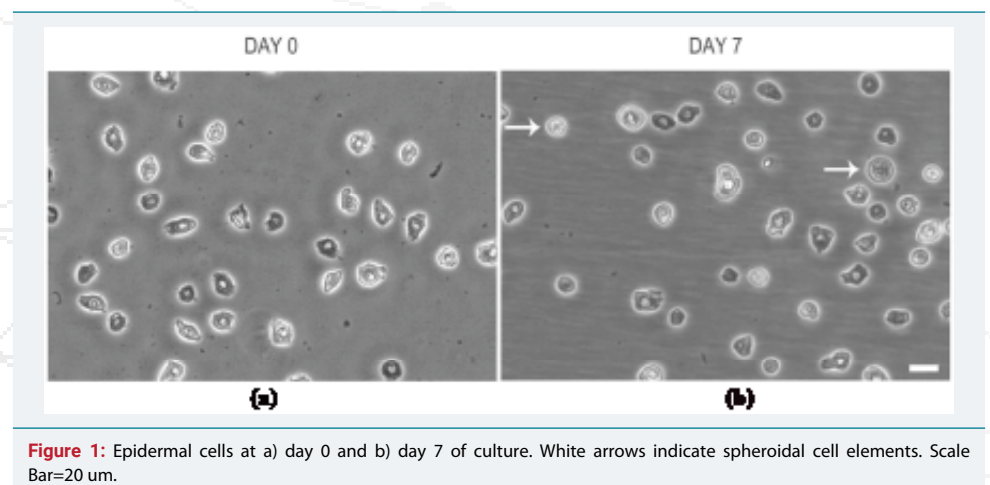 DAY 0
DAY 7
(a)
(b)
Figure 1: Epidermal cells at a) day 0 and b) day 7 of culture. White arrows indicate spheroidal cell elements. Scale
Bar=20 um.